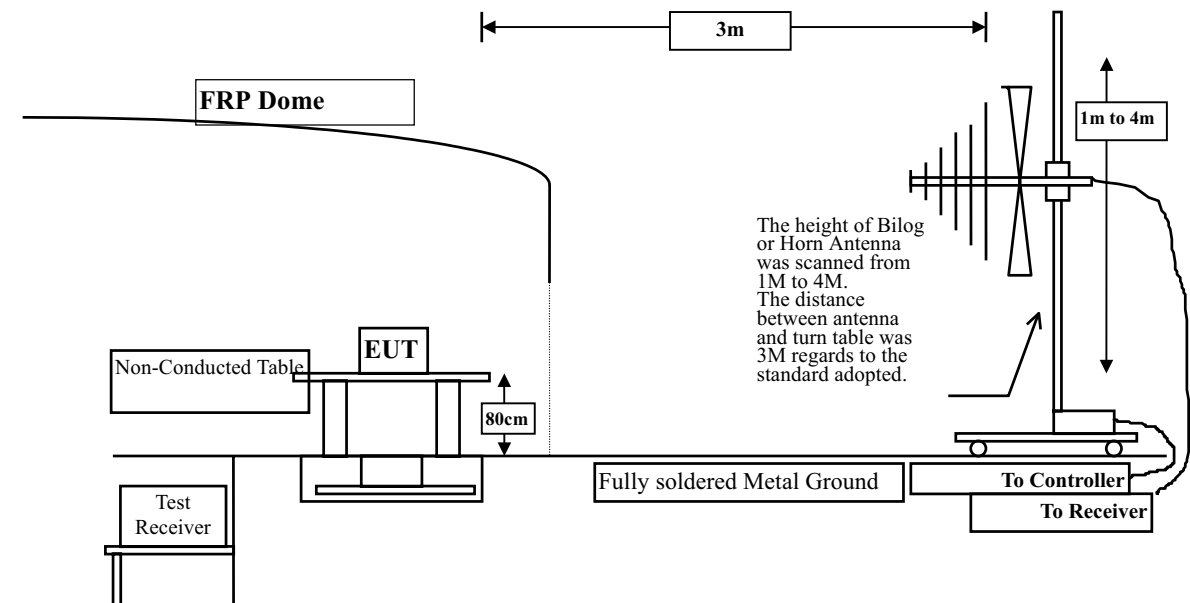 3m
FRP Dome
1m to 4m
The height of Bilog
or Horn Antenna
was scanned from
1M to 4M.
The distance
between antenna
and turn table was
3M regards to the
standard adopted.
EUT
Non-Conducted Table
80cm
Fully soldered Metal Ground
To Controller
To Receiver
Test
Receiver